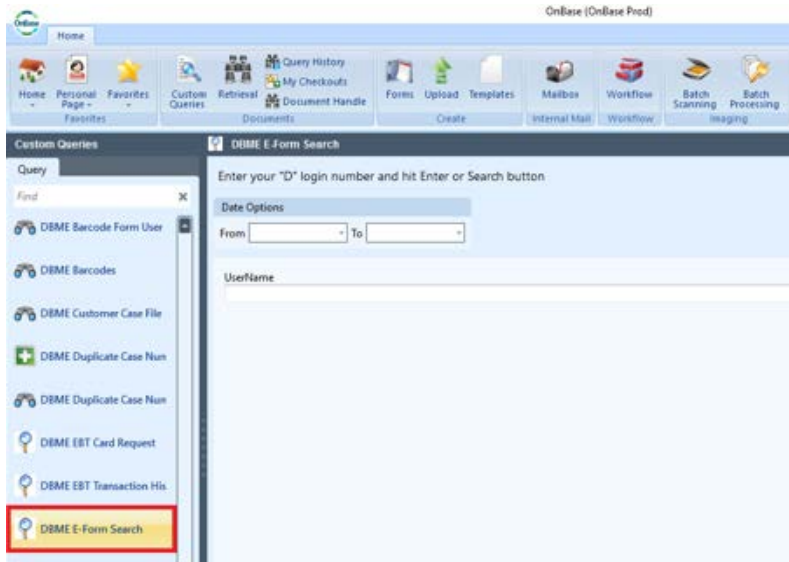 OnBase (OnBase Prod)
OnBase
Home
Home
Personal Page
Favorites
Custom Queries
Retrieval
Query History
My Checkouts
Document Handle
Forms
Upload
Templates
Mailbox
Workflow
Batch Scanning
Batch Processing
Favorites
Documents
Create
Internal Mail
Workflow
Imaging
Custom Queries
DBME E-Form Search
Query
Enter your "D" login number and hit Enter or Search button
Find
Date Options
From
To
UserName
DBME Barcode Form User
DBME Barcodes
DBME Customer Case File
DBME Duplicate Case Num
DBME Duplicate Case Num
DBME EBT Card Request
DBME EBT Transaction His
DBME E-Form Search